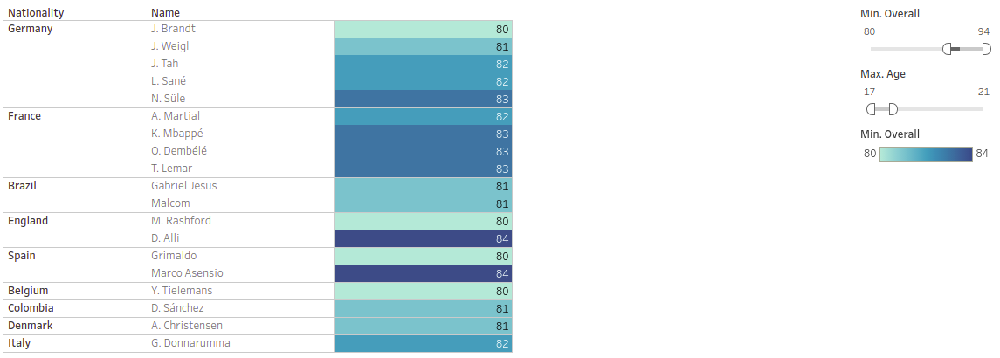 Nationality Name
Germany J. Brandt 80
J. Weigl 81
J. Tah 82
L. Sané 82
N. Süle 83
France A. Martial 82
K. Mbappé 83
O. Dembélé 83
T. Lemar 83
Brazil Gabriel Jesus 81
Malcom 81
England M. Rashford 80
D. Alli 84
Spain Grimaldo 80
Marco Asensio 84
Belgium Y. Tielemans 80
Colombia D. Sánchez 81
Denmark A. Christensen 81
Italy G. Donnarumma 82
Min. Overall
80 94
Max. Age
17 21
Min. Overall
80 84